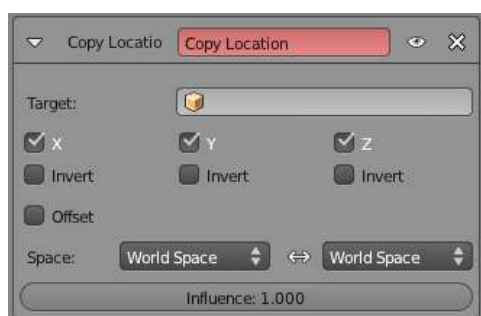 Copy Locatio Copy Location
Target:
X Y Z
Invert Invert Invert
Offset
Space: World Space World Space
Influence: 1.000